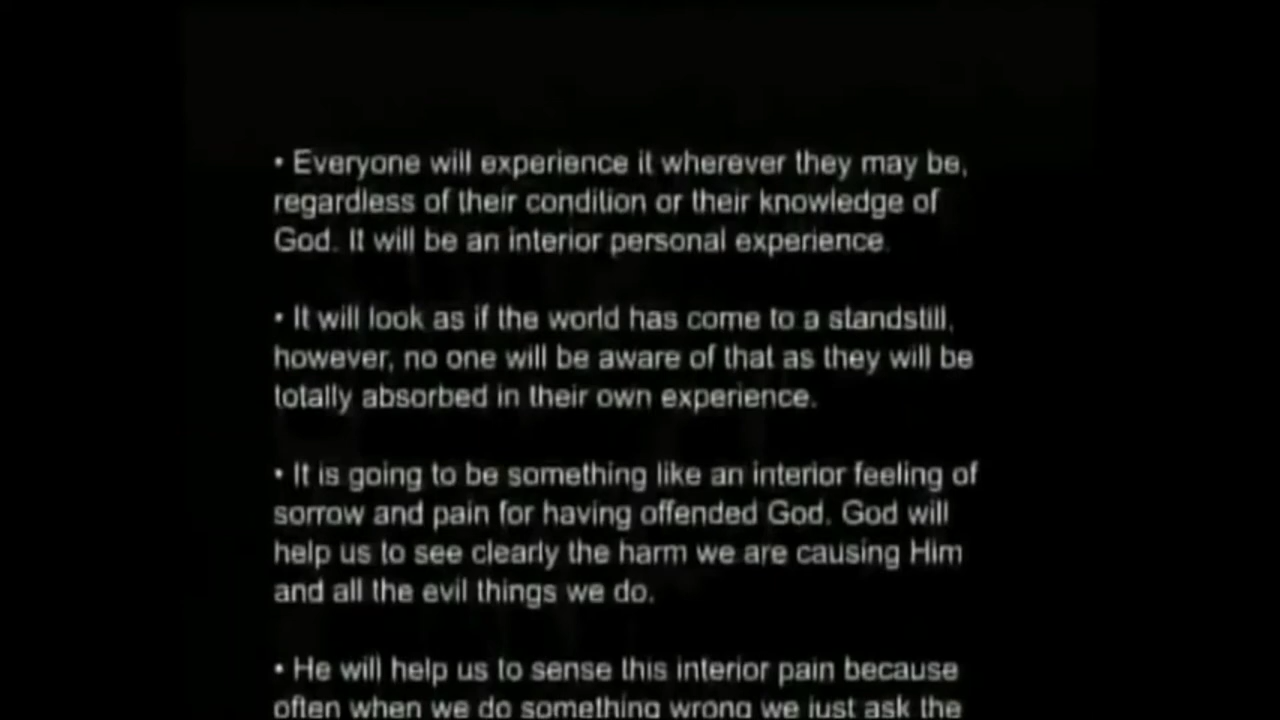 • Everyone will experience it wherever they may be,
regardless of their condition or their knowledge of
God. It will be an interior personal experience.
• It will look as if the world has come to a standstill,
however, no one will be aware of that as they will be
totally absorbed in their own experience.
• It is going to be something like an interior feeling of
sorrow and pain for having offended God. God will
help us to see clearly the harm we are causing Him
and all the evil things we do.
• He will help us to sense this interior pain because
often when we do something wrong we just ask the